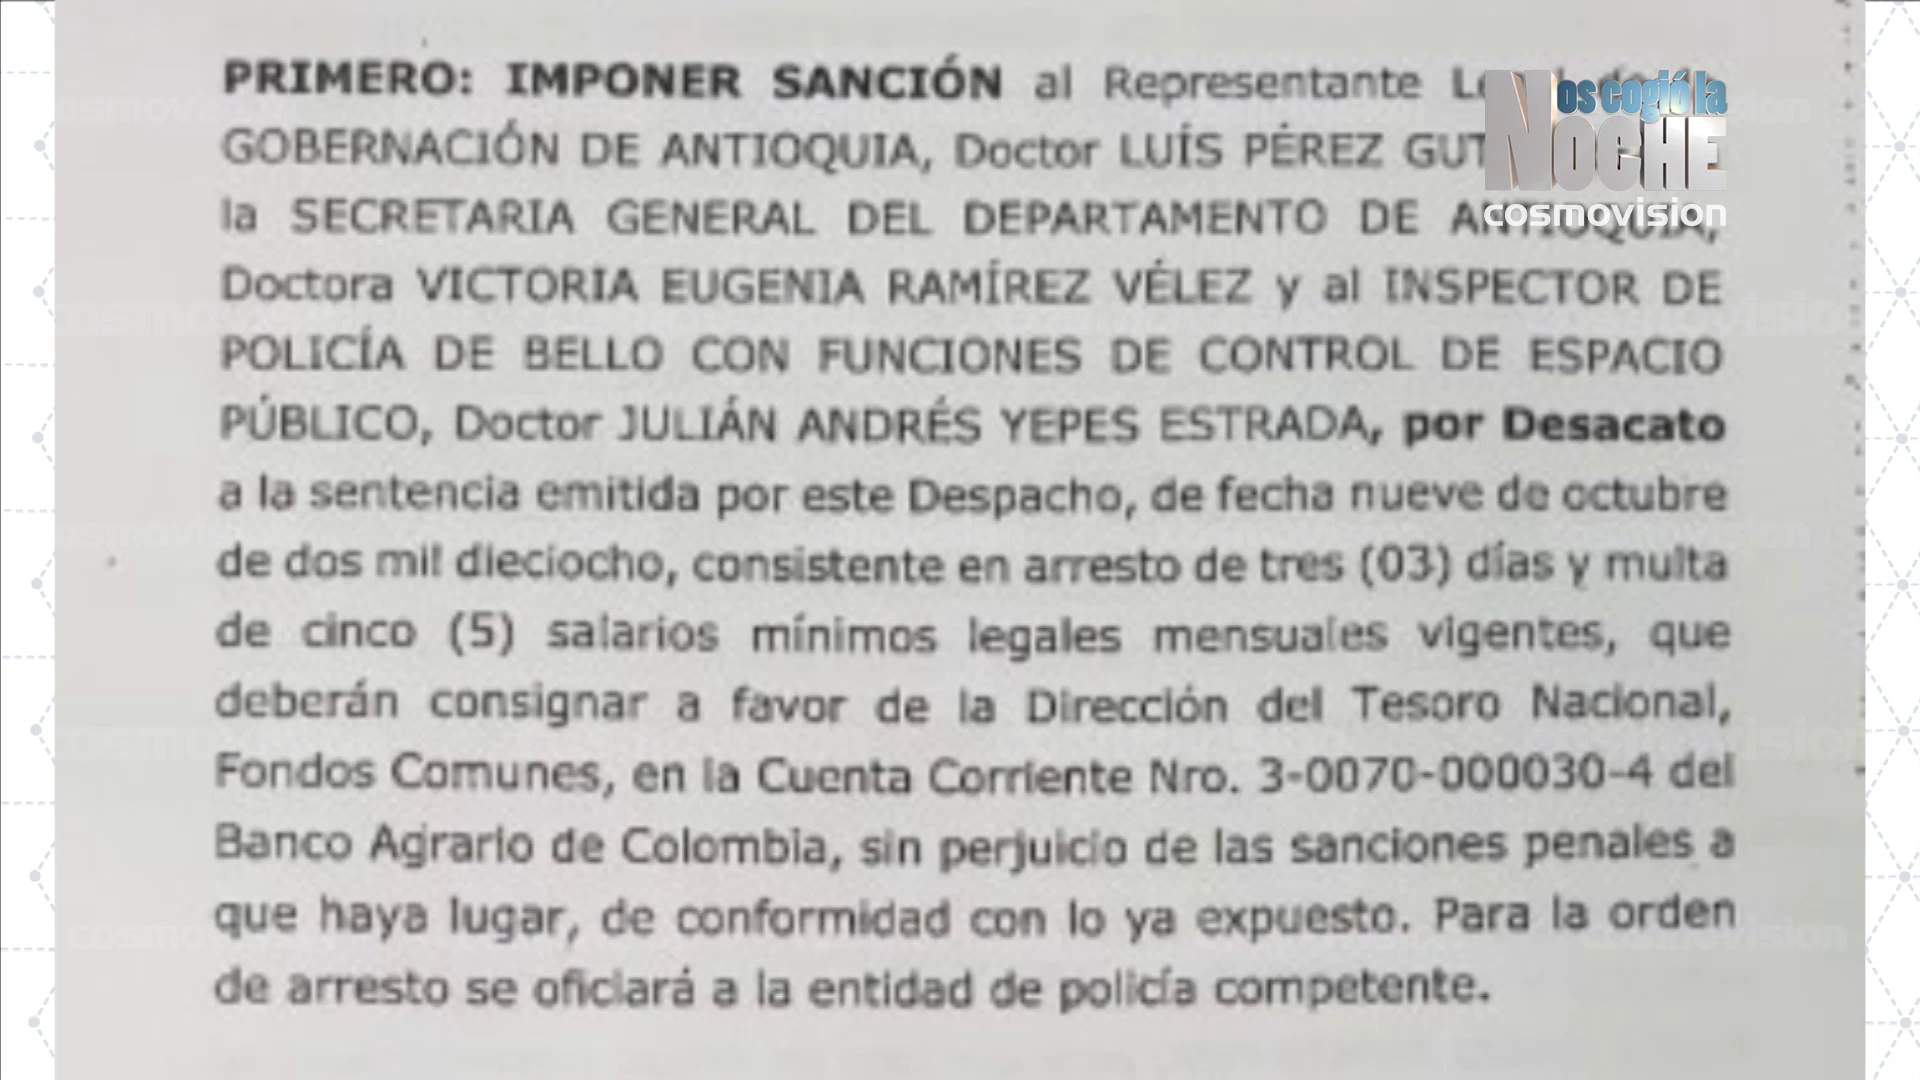 PRIMERO: IMPONER SANCIÓN al Representante
GOBERNACIÓN DE ANTIOQUIA, Doctor LUÍS PÉREZ
la SECRETARIA GENERAL DEL DEPARTAMENTO DE ANTIOQUIA,
Doctora VICTORIA EUGENIA RAMÍREZ VÉLEZ y al INSPECTOR DE
POLICÍA DE BELLO CON FUNCIONES DE CONTROL DE ESPACIO
PÚBLICO, Doctor JULIÁN ANDRÉS YEPES ESTRADA, por Desacato
a la sentencia emitida por este Despacho, de fecha nueve de octubre
de dos mil dieciocho, consistente en arresto de tres (03) días y multa
de cinco (5) salarios mínimos legales mensuales vigentes, que
deberán consignar a favor de la Dirección del Tesoro Nacional,
Fondos Comunes, en la Cuenta Corriente Nro. 3-0070-000030-4 del
Banco Agrario de Colombia, sin perjuicio de las sanciones penales a
que haya lugar, de conformidad con lo ya expuesto. Para la orden
de arresto se oficiará a la entidad de policía competente.
Nos cogió la
NOCHE
cosmovision